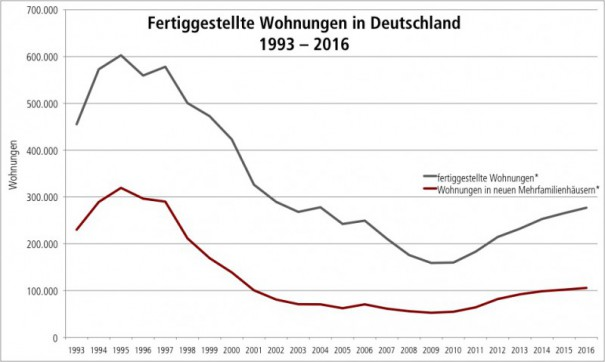 Fertiggestellte Wohnungen in Deutschland
1993 – 2016
700.000
600.000
500.000
400.000
300.000
200.000
100.000
0
Wohnungen
fertiggestellte Wohnungen*
Wohnungen in neuen Mehrfamilienhäusern*
1993 1994 1995 1996 1997 1998 1999 2000 2001 2002 2003 2004 2005 2006 2007 2008 2009 2010 2011 2012 2013 2014 2015 2016